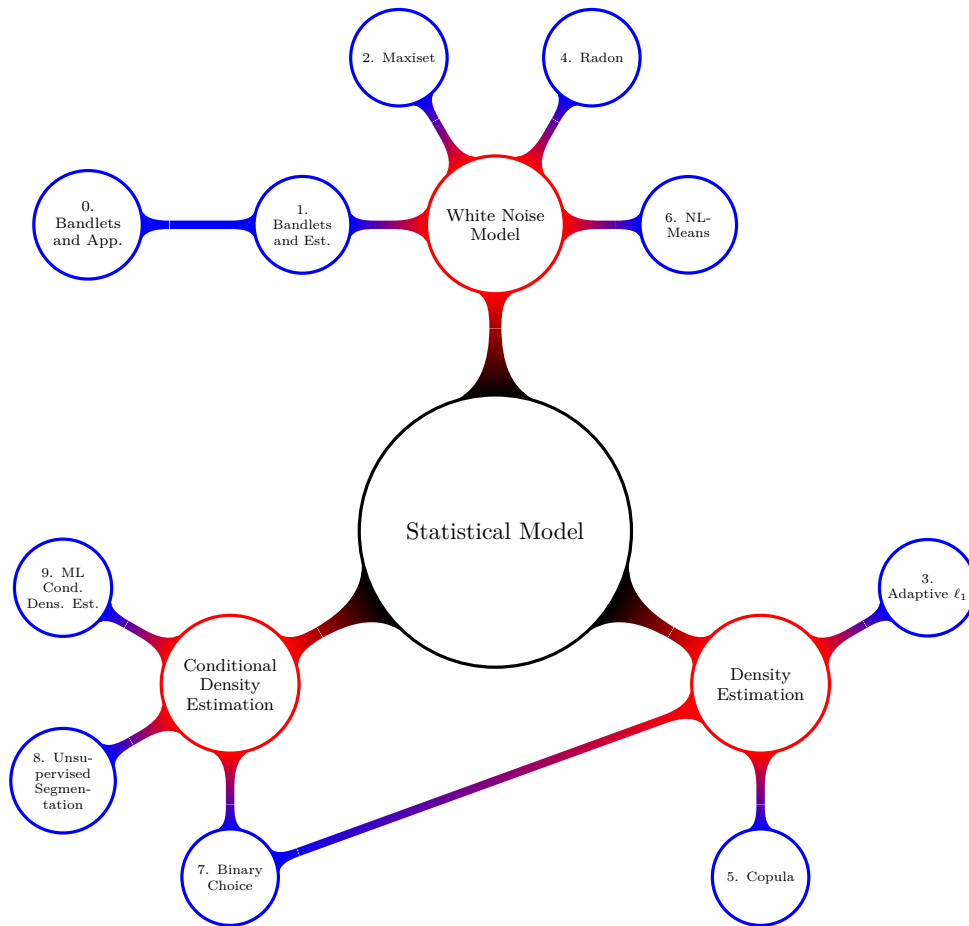 2. Maxiset
4. Radon
0.
Bandlets
and App.
1.
Bandlets
and Est.
White Noise
Model
6. NL-
Means
Statistical Model
9. ML
Cond.
Dens. Est.
3.
Adaptive ℓ₁
Conditional
Density
Estimation
Density
Estimation
8. Unsu-
pervised
Segmen-
tation
7. Binary
Choice
5. Copula